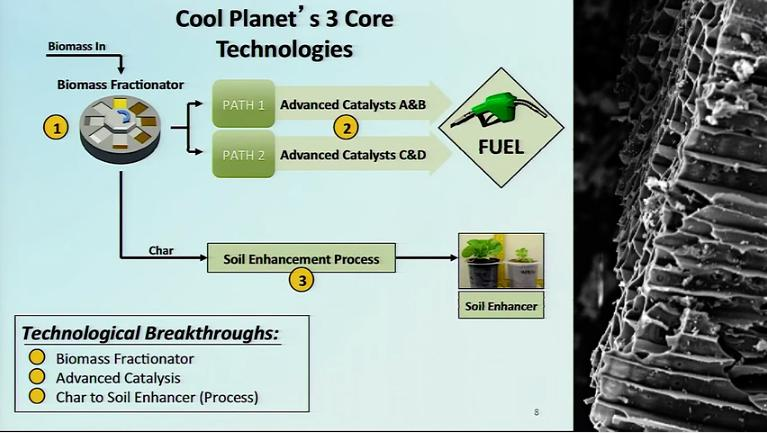 Cool Planet's 3 Core
Technologies
Biomass In
Biomass Fractionator
1
PATH 1
Advanced Catalysts A&B
2
PATH 2
Advanced Catalysts C&D
FUEL
Char
Soil Enhancement Process
3
Soil Enhancer
Technological Breakthroughs:
Biomass Fractionator
Advanced Catalysis
Char to Soil Enhancer (Process)
8